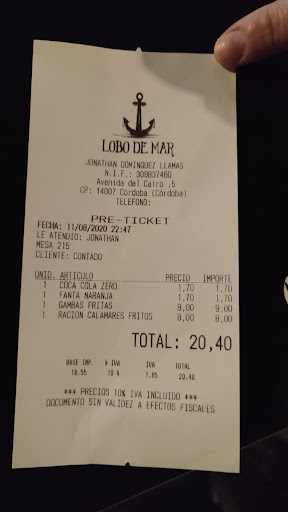 LOBO DE MAR
JONATHAN DOMINGUEZ LLAMAS
N.I.F.: 30983746D
Avenida del Cairo ,5
CP: 14007 Córdoba (Córdoba)
TELEFONO:
PRE-TICKET
FECHA: 11/08/2020 22:47
LE ATENDIO: JONATHAN
MESA 215
CLIENTE: CONTADO
UNID. ARTICULO PRECIO IMPORTE
1 COCA COLA ZERO 1,70 1,70
1 FANTA NARANJA 1,70 1,70
1 GAMBAS FRITAS 9,00 9,00
1 RACION CALAMARES FRITOS 8,00 8,00
TOTAL: 20,40
BASE IMP. % IVA IVA TOTAL
18.55 10 % 1.85 20.40
*** PRECIOS 10% IVA INCLUIDO ***
DOCUMENTO SIN VALIDEZ A EFECTOS FISCALES